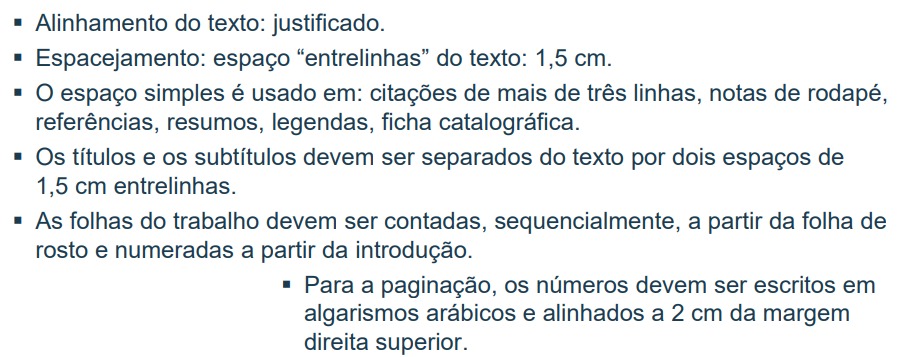 ▪ Alinhamento do texto: justificado.
▪ Espacejamento: espaço “entrelinhas” do texto: 1,5 cm.
▪ O espaço simples é usado em: citações de mais de três linhas, notas de rodapé,
referências, resumos, legendas, ficha catalográfica.
▪ Os títulos e os subtítulos devem ser separados do texto por dois espaços de
1,5 cm entrelinhas.
▪ As folhas do trabalho devem ser contadas, sequencialmente, a partir da folha de
rosto e numeradas a partir da introdução.
▪ Para a paginação, os números devem ser escritos em
algarismos arábicos e alinhados a 2 cm da margem
direita superior.